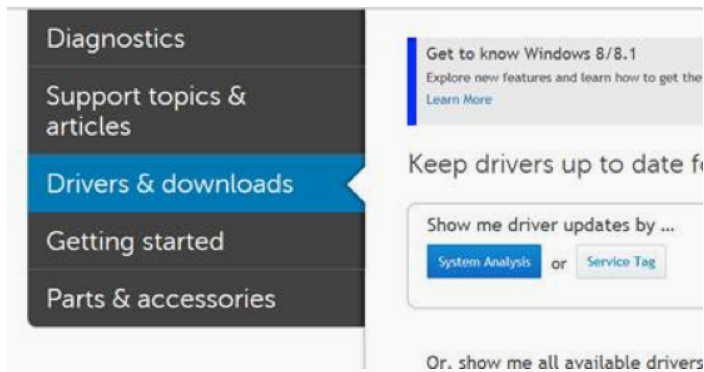 Diagnostics
Support topics &
articles
Drivers & downloads
Getting started
Parts & accessories
Get to know Windows 8/8.1
Explore new features and learn how to get the
Learn More
Keep drivers up to date fo
Show me driver updates by ...
System Analysis or Service Tag
Or, show me all available drivers